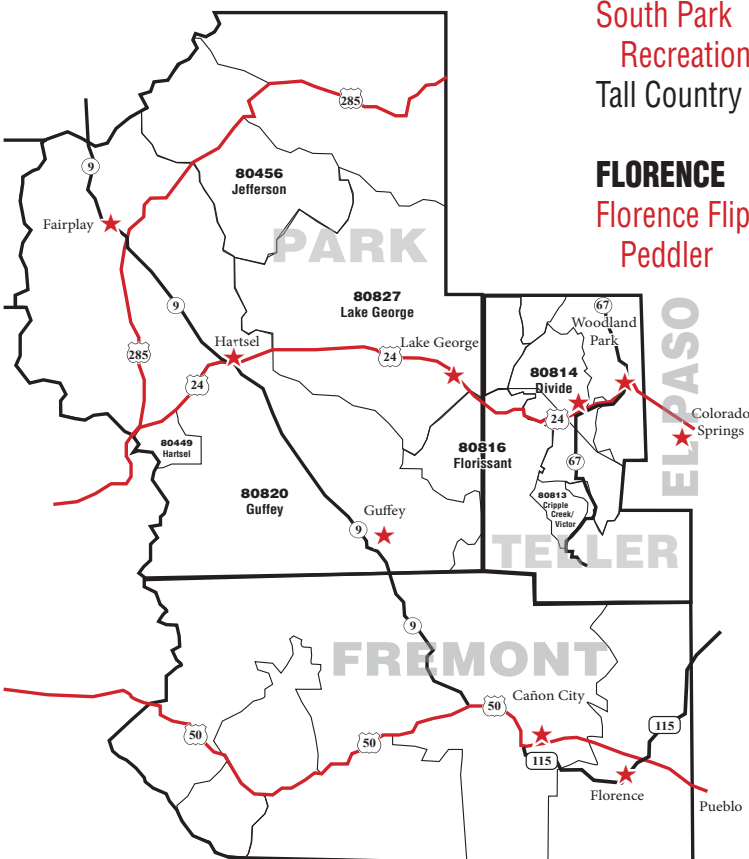 South Park
Recreation
Tall Country
FLORENCE
Florence Flip
Peddler
285
9
80456
Jefferson
Fairplay
PARK
80827
Lake George
9
67
Woodland
Park
EL PASO
Hartsel
Lake George
285
24
24
80814
Divide
24
Colorado
Springs
80449
Hartsel
80816
Florissant
67
80820
Guffey
80813
Cripple
Creek/
Victor
Guffey
9
TELLER
9
FREMONT
Cañon City
50
50
50
115
115
Florence
Pueblo